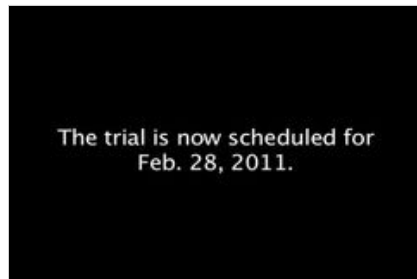 The trial is now scheduled for
Feb. 28, 2011.